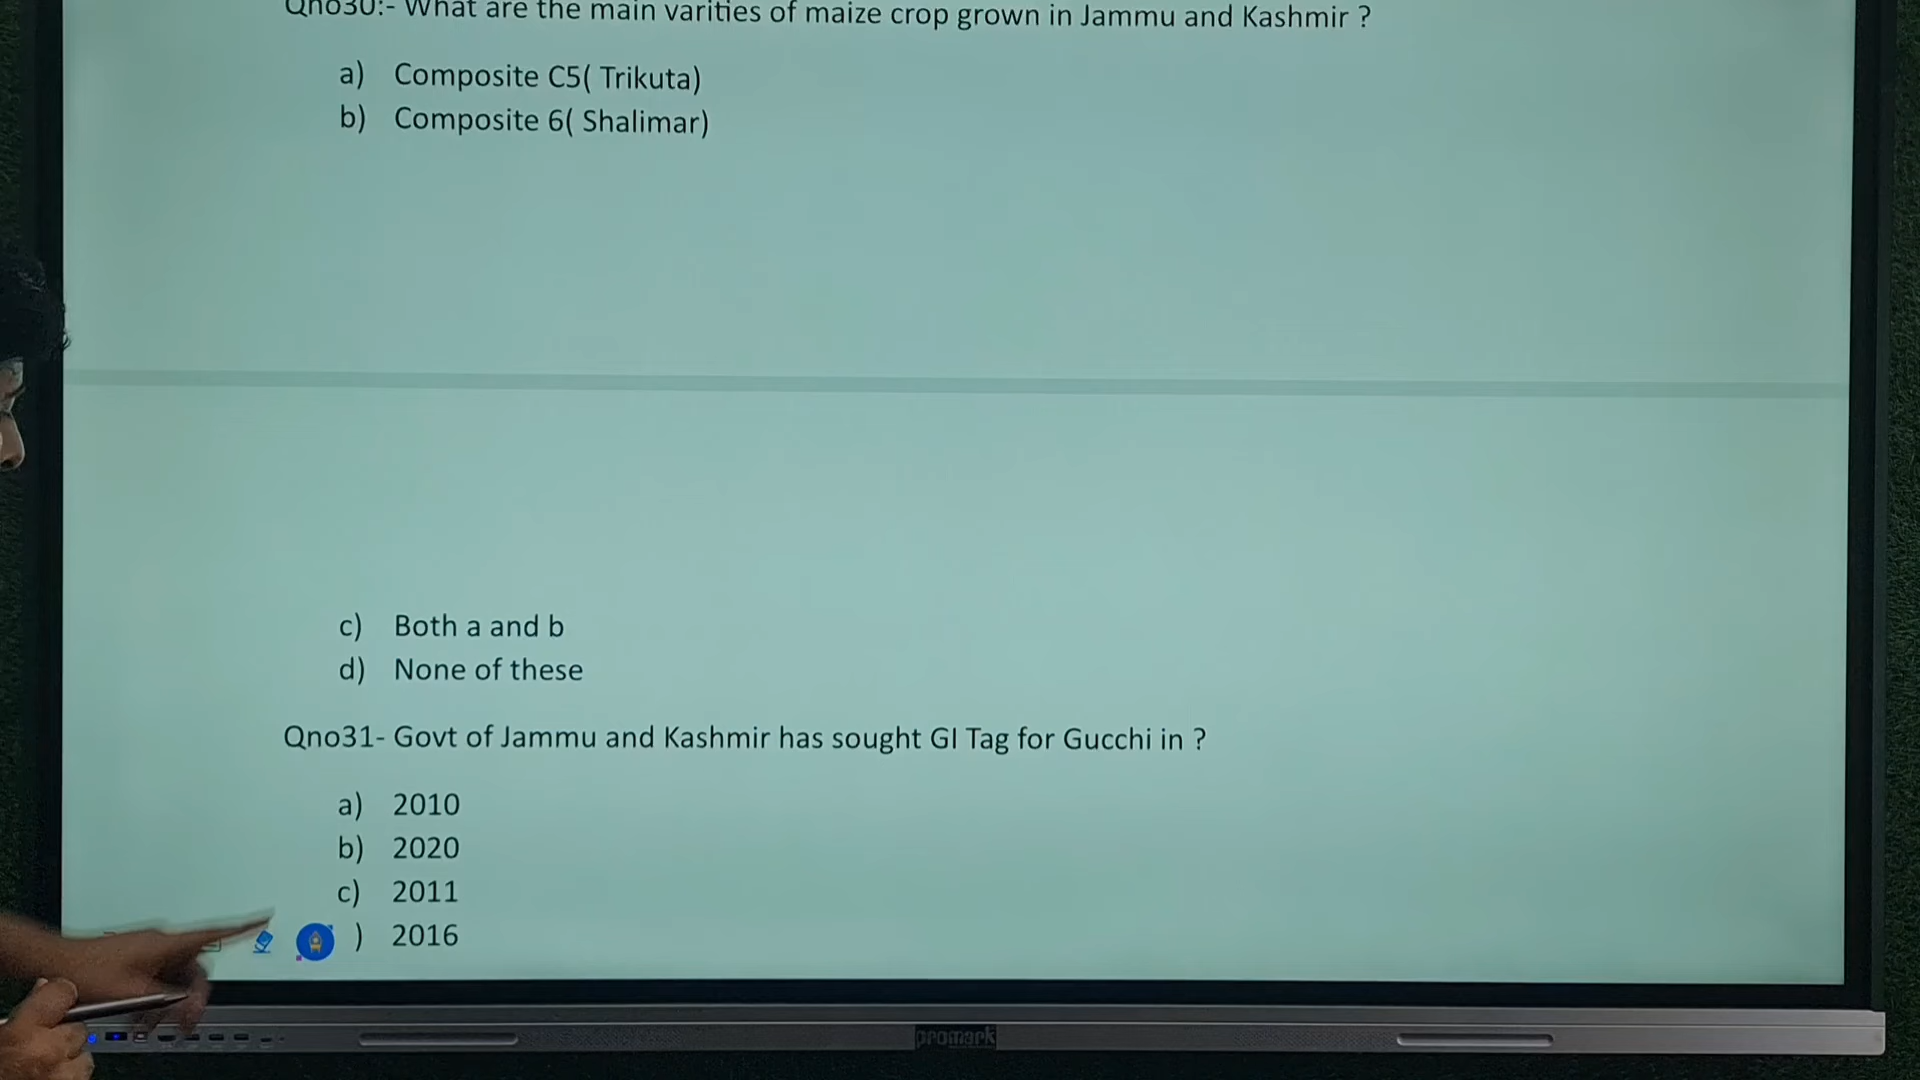 Qno30:- What are the main varities of maize crop grown in Jammu and Kashmir ?
a) Composite C5( Trikuta)
b) Composite 6( Shalimar)
c) Both a and b
d) None of these
Qno31- Govt of Jammu and Kashmir has sought GI Tag for Gucchi in ?
a) 2010
b) 2020
c) 2011
) 2016
promark